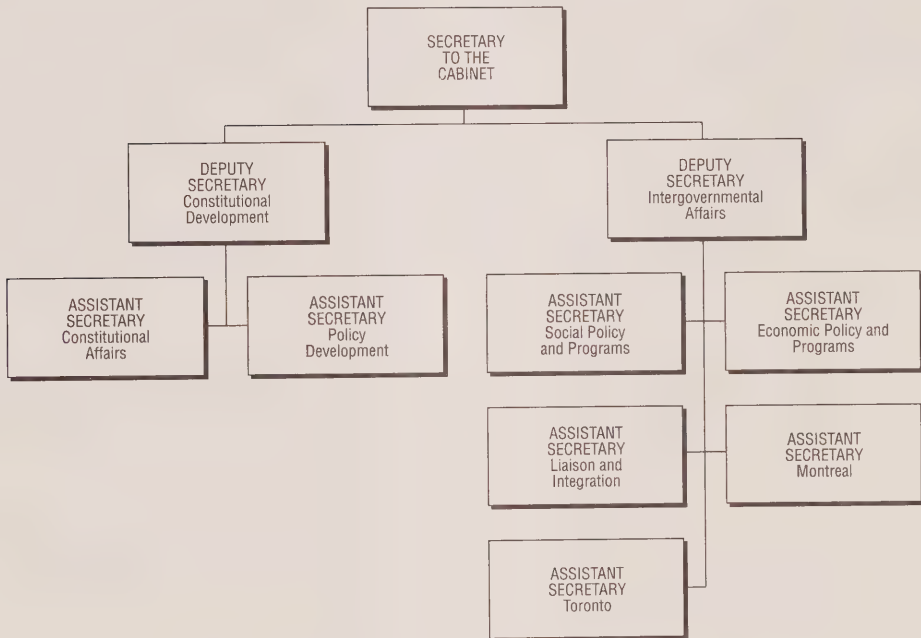 SECRETARY
TO THE
CABINET
DEPUTY
SECRETARY
Constitutional
Development
DEPUTY
SECRETARY
Intergovernmental
Affairs
ASSISTANT
SECRETARY
Constitutional
Affairs
ASSISTANT
SECRETARY
Policy
Development
ASSISTANT
SECRETARY
Social Policy
and Programs
ASSISTANT
SECRETARY
Economic Policy and
Programs
ASSISTANT
SECRETARY
Liaison and
Integration
ASSISTANT
SECRETARY
Montreal
ASSISTANT
SECRETARY
Toronto